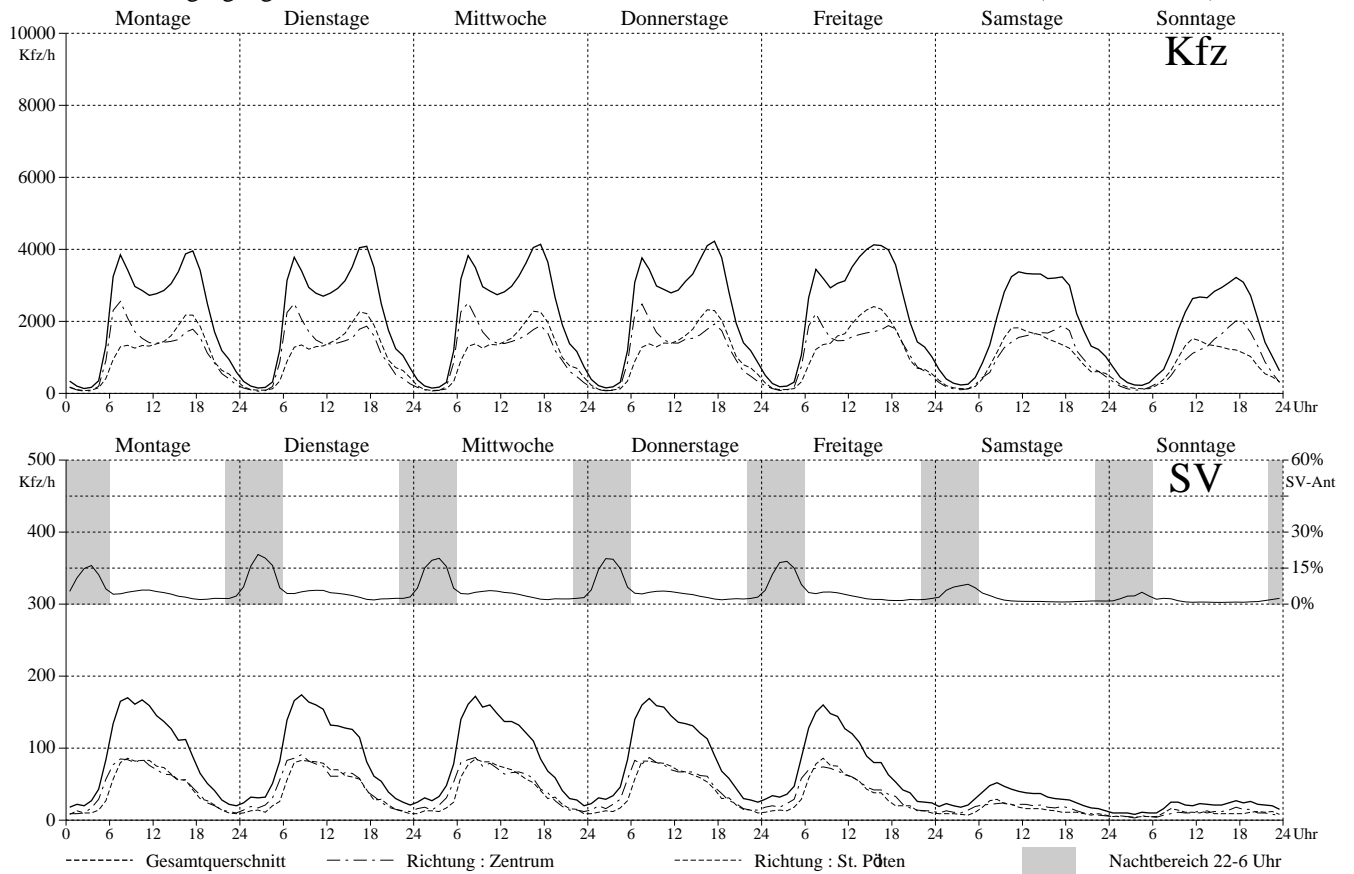 Montage Dienstage Mittwoche Donnerstage Freitage Samstage Sonntage
10000
Kfz/h
Kfz
8000
6000
4000
2000
0
0 6 12 18 24 6 12 18 24 6 12 18 24 6 12 18 24 6 12 18 24 6 12 18 24 6 12 18 24 Uhr
Montage Dienstage Mittwoche Donnerstage Freitage Samstage Sonntage
500 60%
Kfz/h SV-Ant
SV
400 30%
15%
300 0%
200
100
0
0 6 12 18 24 6 12 18 24 6 12 18 24 6 12 18 24 6 12 18 24 6 12 18 24 6 12 18 24 Uhr
Gesamtquerschnitt Richtung : Zentrum Richtung : St. Pölten Nachtbereich 22-6 Uhr